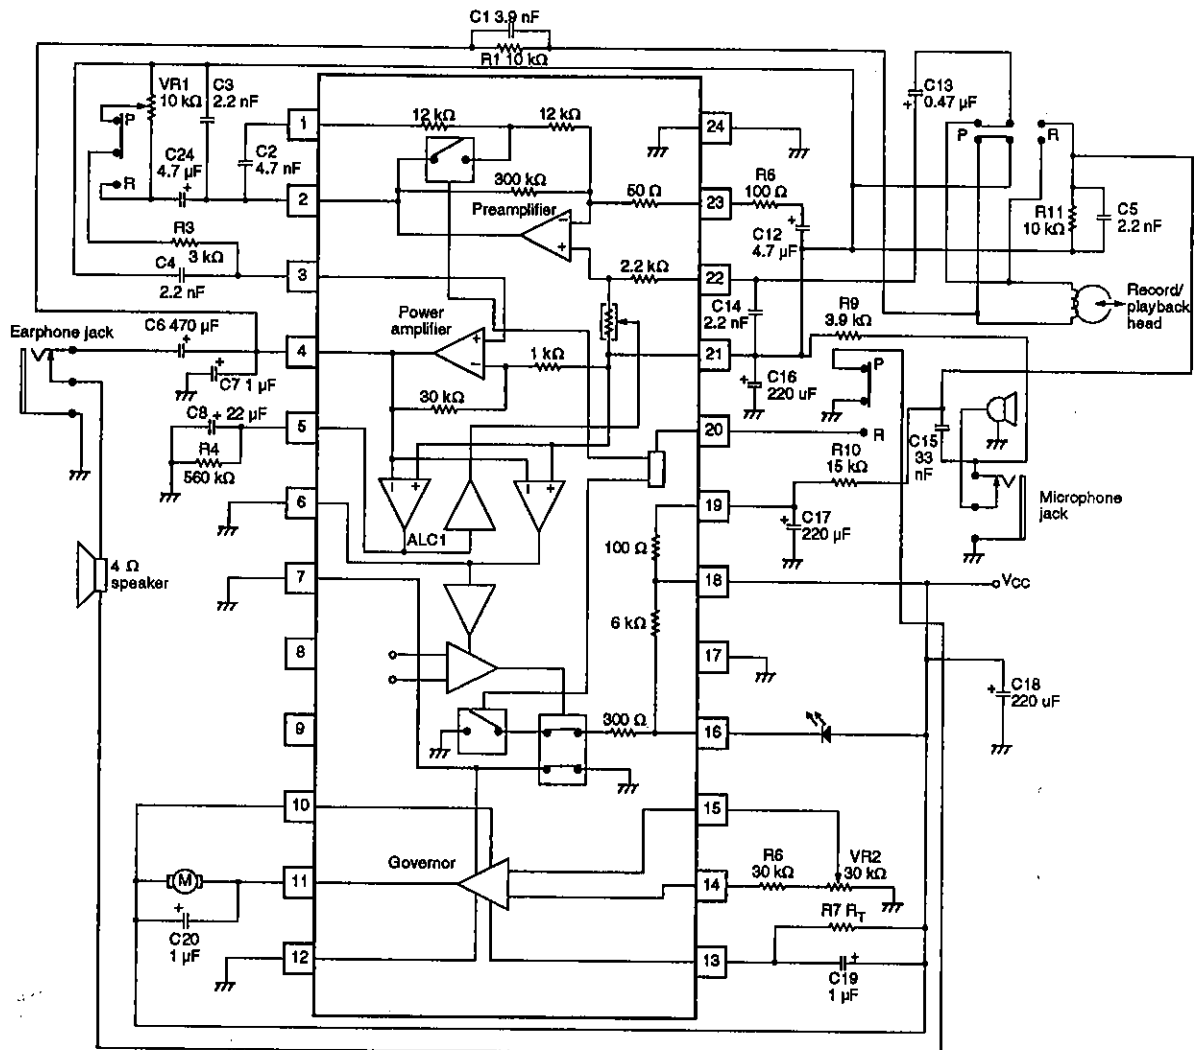 C1 3.9 nF
R1 10 kΩ
VR1
10 kΩ
C3
2.2 nF
P
R
C24
4.7 µF
+
C2
4.7 nF
R3
3 kΩ
C4
2.2 nF
Earphone jack
C6 470 µF
+
+
C7 1 µF
C8 + 22 µF
R4
560 kΩ
4 Ω
speaker
M
+
C20
1 µF
1
2
3
4
5
6
7
8
9
10
11
12
12 kΩ
12 kΩ
300 kΩ
Preamplifier
−
+
50 Ω
2.2 kΩ
Power
amplifier
+
−
1 kΩ
30 kΩ
−
+
−
+
ALC1
100 Ω
6 kΩ
300 Ω
Governor
24
23
22
21
20
19
18
17
16
15
14
13
R6
100 Ω
+
C12
4.7 µF
C14
2.2 nF
+
C16
220 uF
R9
3.9 kΩ
P
R
R10
15 kΩ
+
C17
220 µF
C13
+ 0.47 µF
P
R
R11
10 kΩ
C5
2.2 nF
Record/
playback
head
C15
33
nF
Microphone
jack
VCC
+
C18
220 uF
R6
30 kΩ
VR2
30 kΩ
R7 RT
+
C19
1 µF